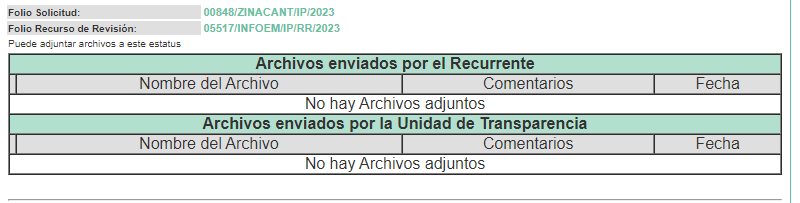 Folio Solicitud: 00848/ZINACANT/IP/2023
Folio Recurso de Revisión: 05517/INFOEM/IP/RR/2023
Puede adjuntar archivos a este estatus
Archivos enviados por el Recurrente
Nombre del Archivo Comentarios Fecha
No hay Archivos adjuntos
Archivos enviados por la Unidad de Transparencia
Nombre del Archivo Comentarios Fecha
No hay Archivos adjuntos